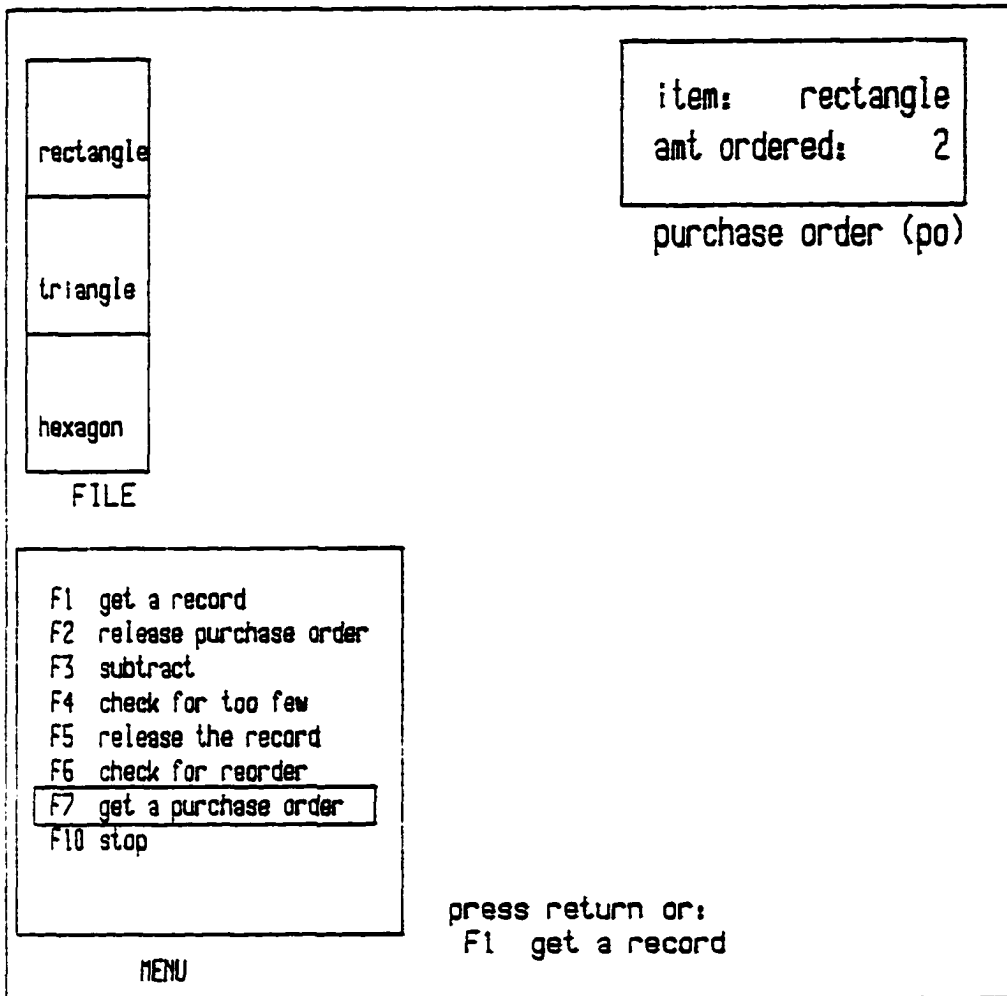 rectangle
triangle
hexagon
FILE
item: rectangle
amt ordered: 2
purchase order (po)
F1 get a record
F2 release purchase order
F3 subtract
F4 check for too few
F5 release the record
F6 check for reorder
F7 get a purchase order
F10 stop
MENU
press return or:
F1 get a record